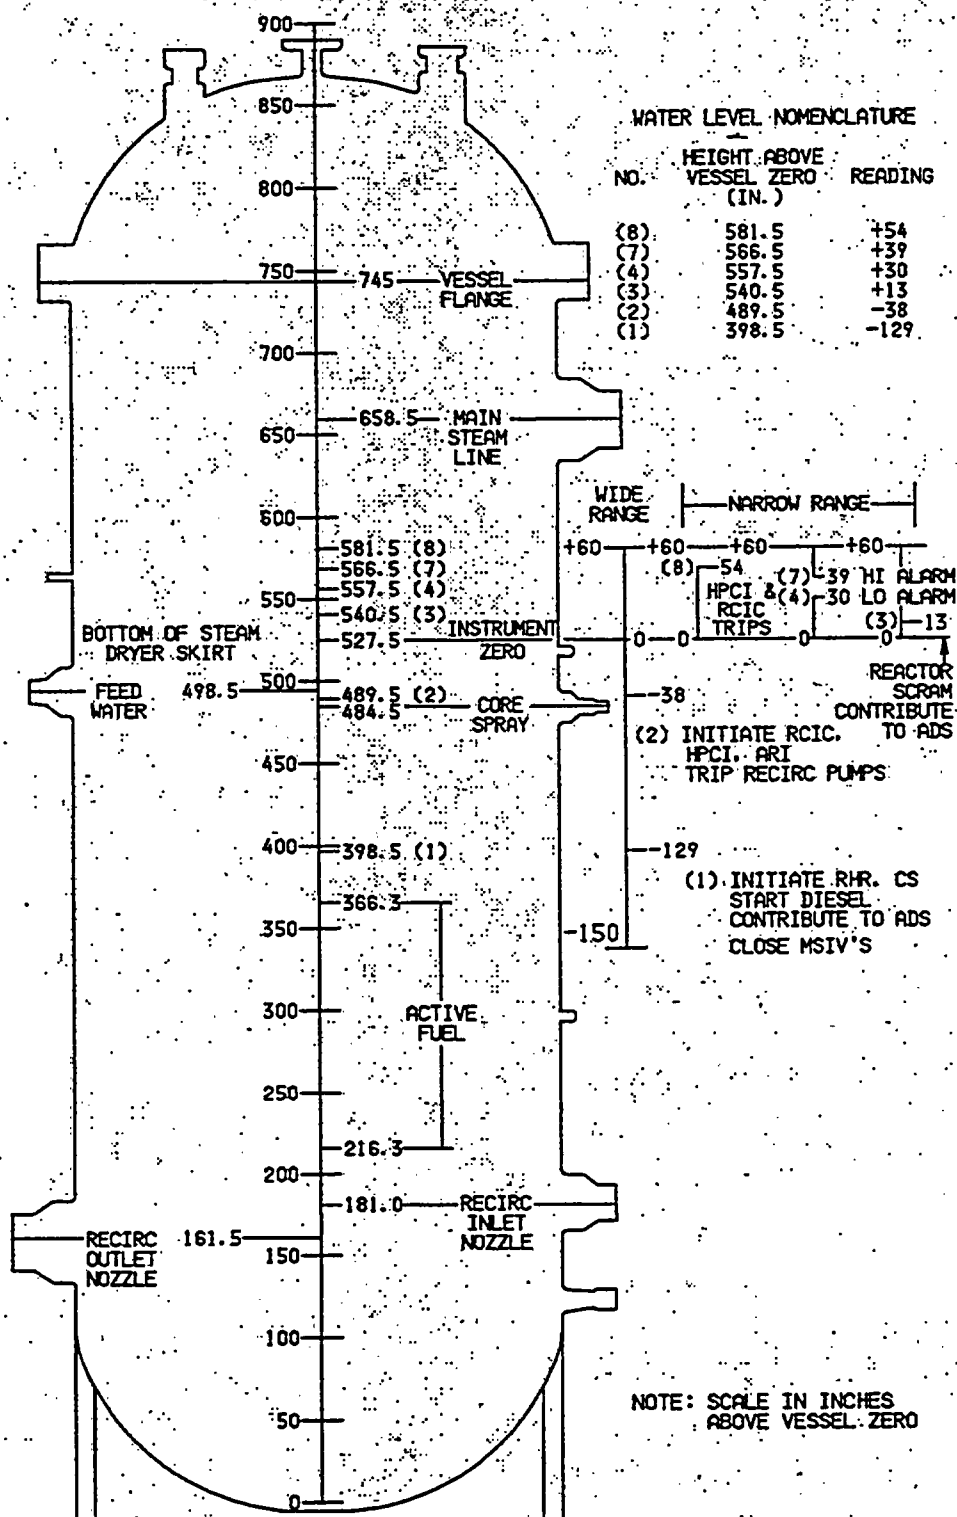 900
850
800
750
700
650
600
550
500
450
400
350
300
250
200
150
100
50
0
WATER LEVEL NOMENCLATURE
NO. HEIGHT ABOVE VESSEL ZERO (IN.) READING
(8) 581.5 +54
(7) 566.5 +39
(4) 557.5 +30
(3) 540.5 +13
(2) 489.5 -38
(1) 398.5 -129
745 VESSEL
FLANGE
658.5 MAIN
STEAM
LINE
WIDE
RANGE
NARROW RANGE
581.5 (8)
566.5 (7)
557.5 (4)
540.5 (3)
527.5
INSTRUMENT
ZERO
+60 +60 +60 +60
(8) 54
HPCI &
RCIC
TRIPS
(7) 39 HI ALARM
(4) 30 LO ALARM
(3) 13
0 0 0 0
REACTOR
SCRAM
CONTRIBUTE
TO ADS
BOTTOM OF STEAM
DRYER SKIRT
FEED
WATER
498.5
489.5 (2)
484.5
CORE
SPRAY
-38
(2) INITIATE RCIC.
HPCI. ARI
TRIP RECIRC PUMPS
398.5 (1)
-129
(1) INITIATE RHR. CS
START DIESEL
CONTRIBUTE TO ADS
CLOSE MSIV'S
-150
366.3
ACTIVE
FUEL
216.3
181.0 RECIRC
INLET
NOZZLE
RECIRC 161.5
OUTLET
NOZZLE
NOTE: SCALE IN INCHES
ABOVE VESSEL ZERO